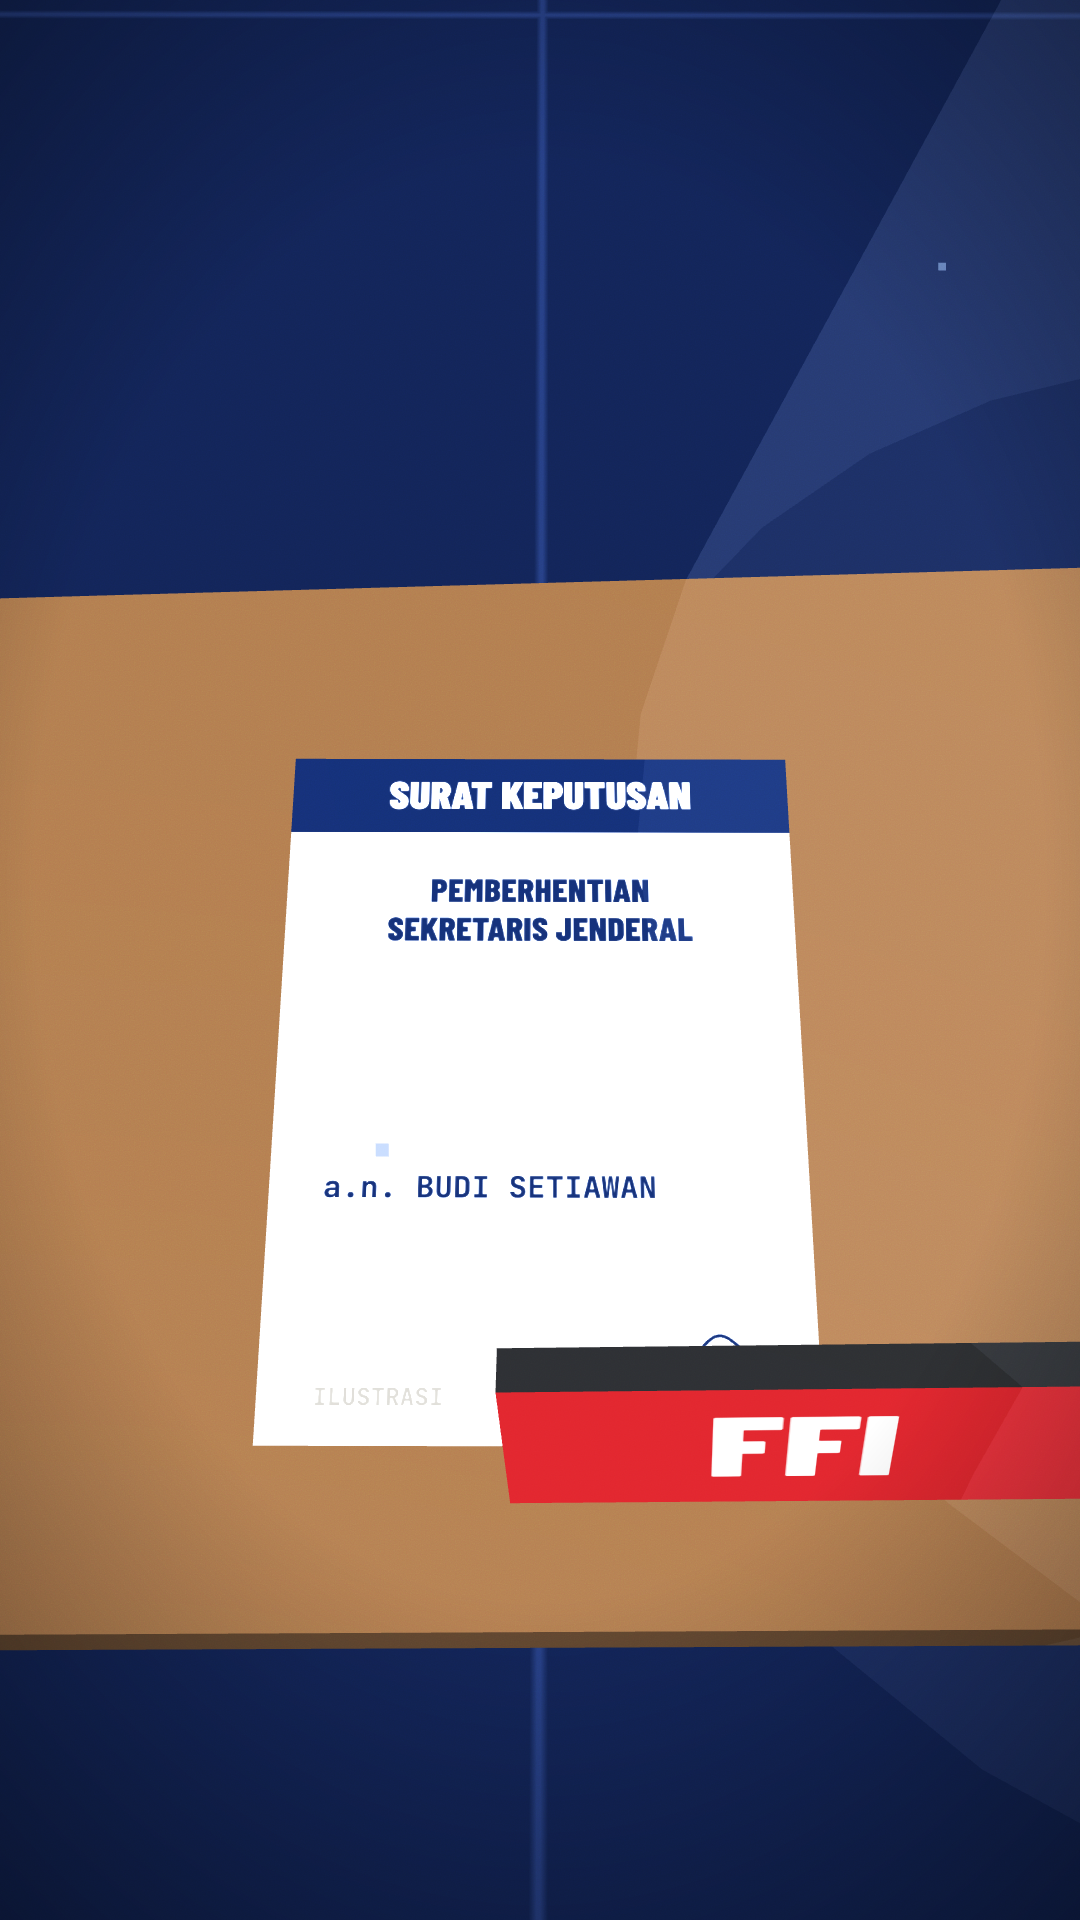 SURAT KEPUTUSAN
PEMBERHENTIAN
SEKRETARIS JENDERAL
a.n. BUDI SETIAWAN
ILUSTRASI
FFI